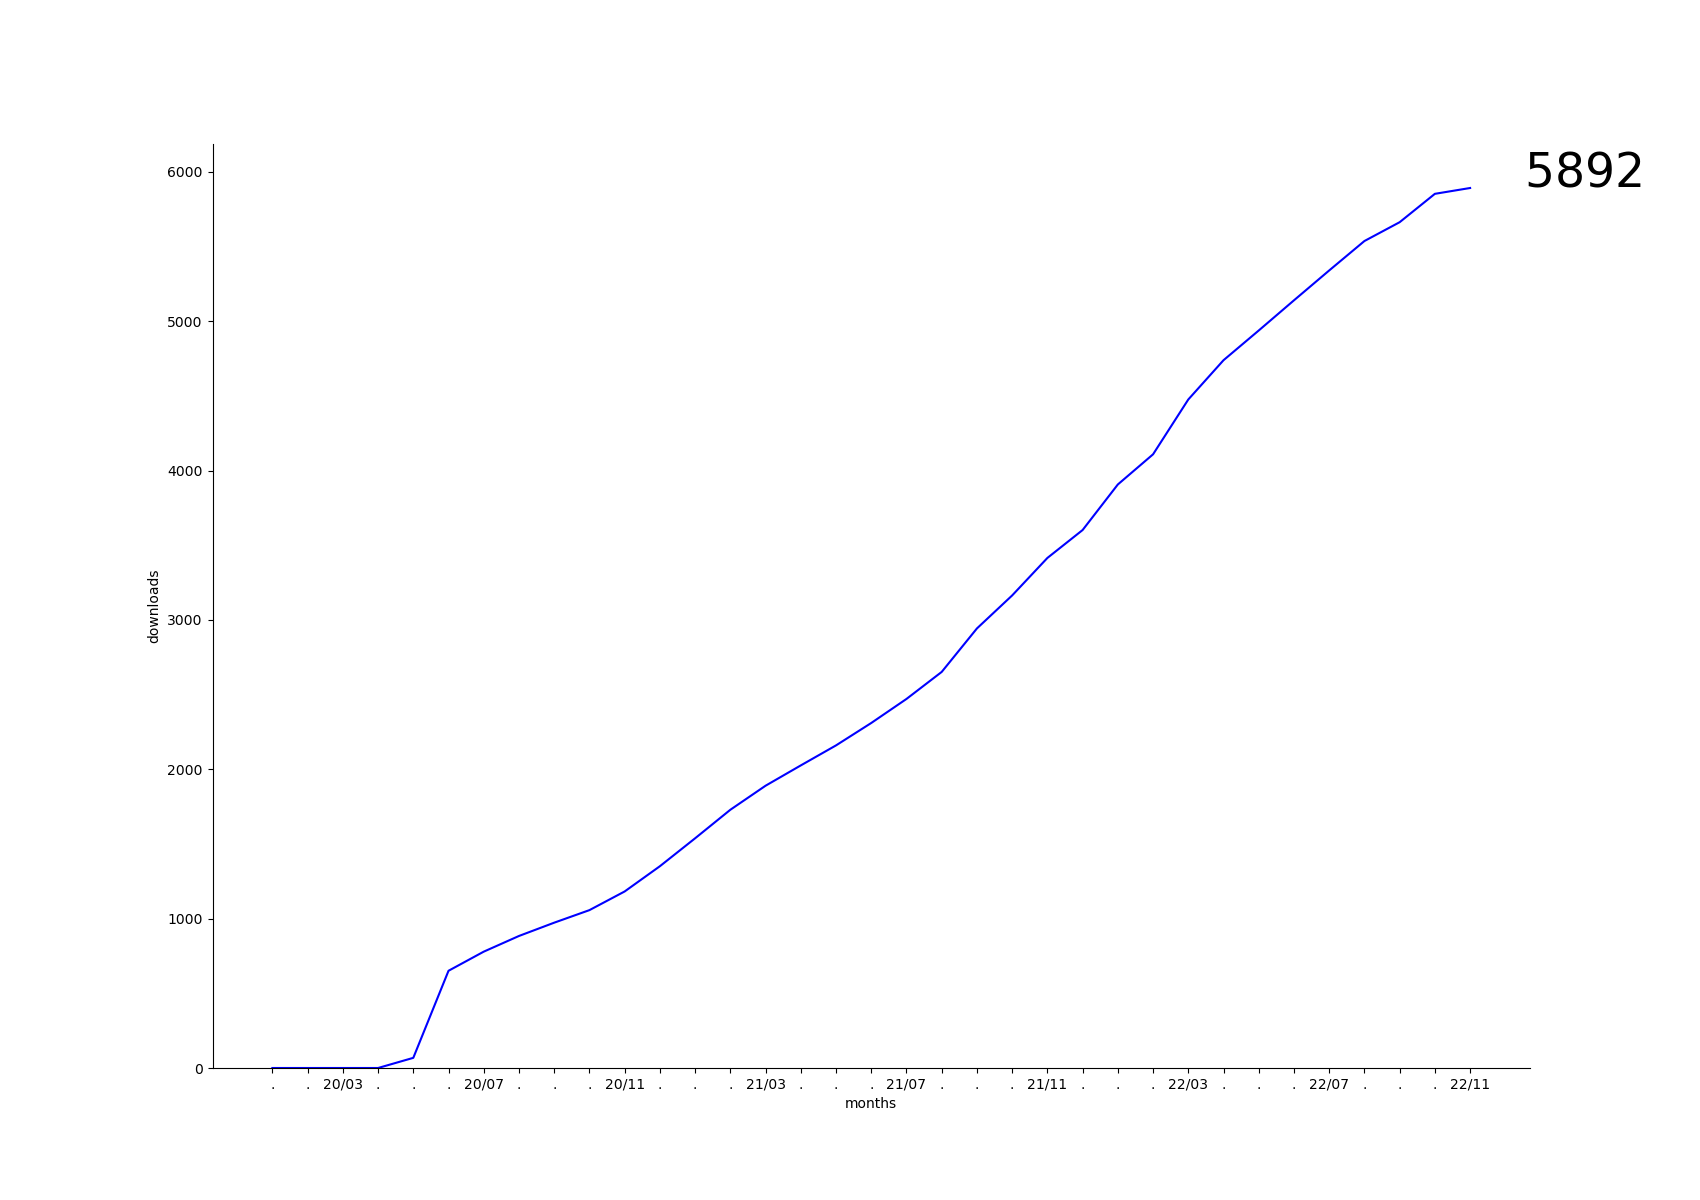 5892
6000
5000
4000
3000
2000
1000
0
downloads
. . 20/03 . . . 20/07 . . . 20/11 . . . 21/03 . . . 21/07 . . . 21/11 . . . 22/03 . . . 22/07 . . . 22/11
months